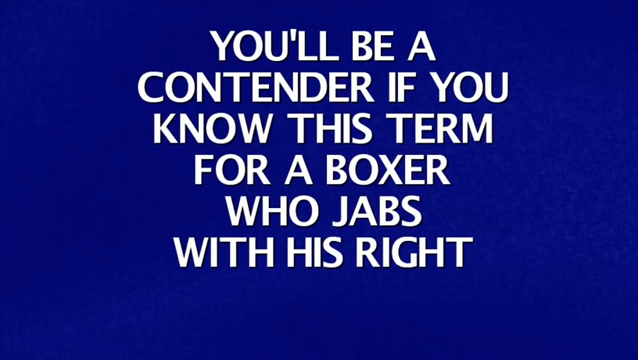 YOU'LL BE A
CONTENDER IF YOU
KNOW THIS TERM
FOR A BOXER
WHO JABS
WITH HIS RIGHT